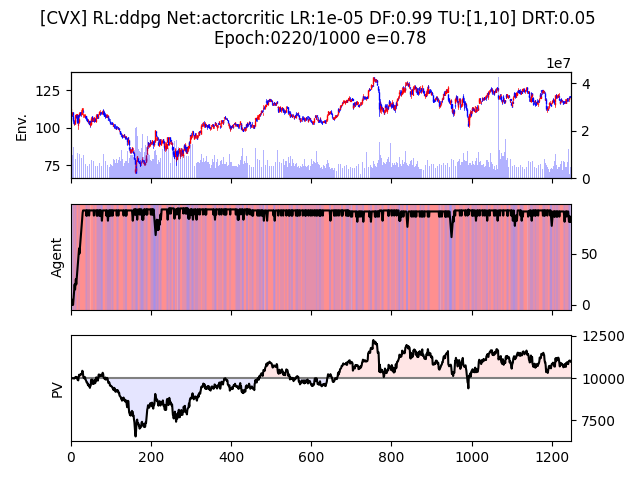 [CVX] RL:ddpg Net:actorcritic LR:1e-05 DF:0.99 TU:[1,10] DRT:0.05
Epoch:0220/1000 e=0.78
1e7
125
100
75
Env.
4
2
0
Agent
50
0
PV
12500
10000
7500
0 200 400 600 800 1000 1200